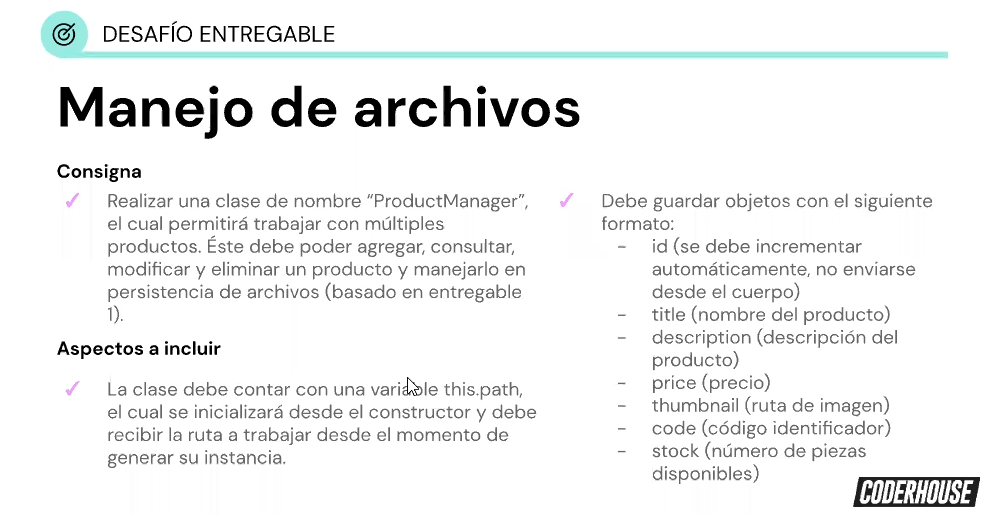 DESAFÍO ENTREGABLE
Manejo de archivos
Consigna
✓ Realizar una clase de nombre “ProductManager”,
el cual permitirá trabajar con múltiples
productos. Éste debe poder agregar, consultar,
modificar y eliminar un producto y manejarlo en
persistencia de archivos (basado en entregable
1).
Aspectos a incluir
✓ La clase debe contar con una variable this.path,
el cual se inicializará desde el constructor y debe
recibir la ruta a trabajar desde el momento de
generar su instancia.
✓ Debe guardar objetos con el siguiente
formato:
- id (se debe incrementar
automáticamente, no enviarse
desde el cuerpo)
- title (nombre del producto)
- description (descripción del
producto)
- price (precio)
- thumbnail (ruta de imagen)
- code (código identificador)
- stock (número de piezas
disponibles)
CODERHOUSE